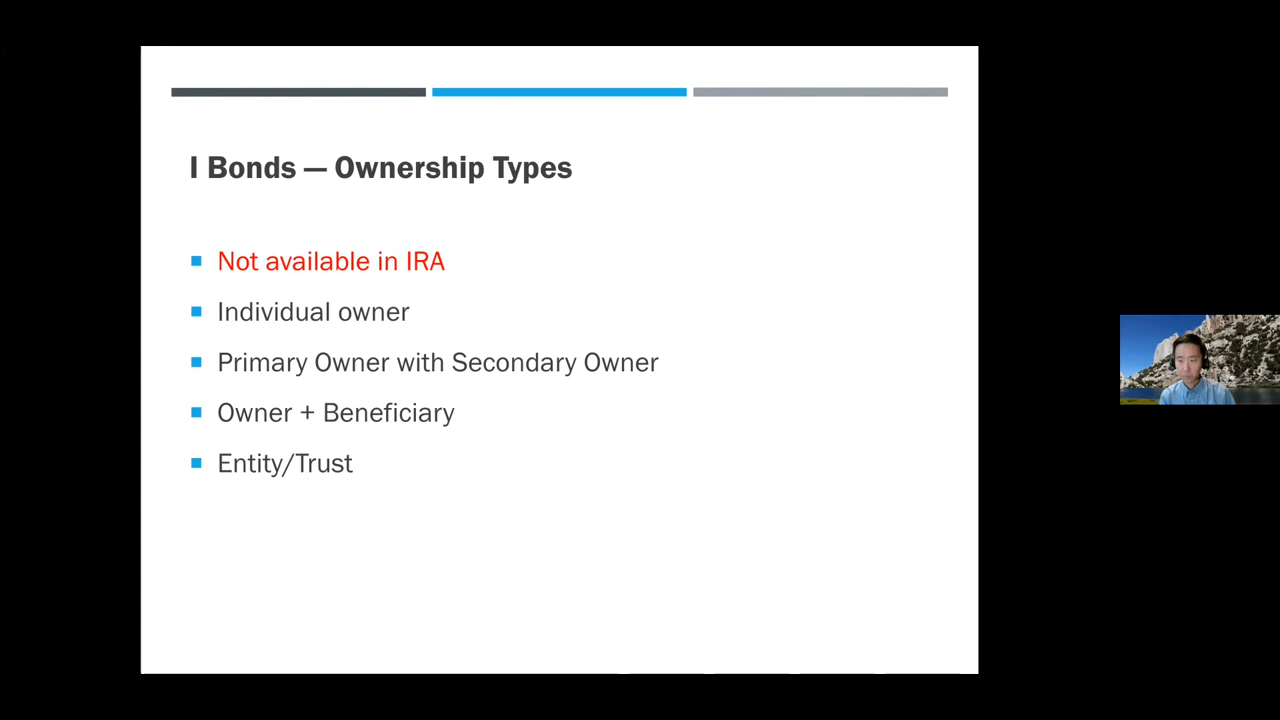 I Bonds — Ownership Types
Not available in IRA
Individual owner
Primary Owner with Secondary Owner
Owner + Beneficiary
Entity/Trust